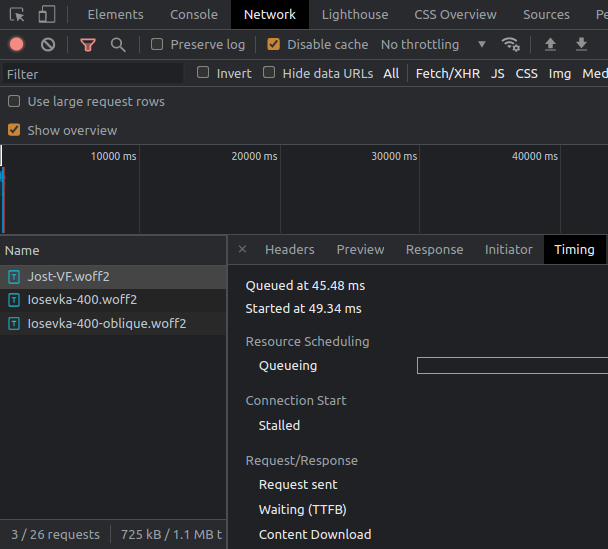 Elements Console Network Lighthouse CSS Overview Sources Pe
Preserve log Disable cache No throttling
Filter Invert Hide data URLs All Fetch/XHR JS CSS Img Med
Use large request rows
Show overview
10000 ms 20000 ms 30000 ms 40000 ms
Name × Headers Preview Response Initiator Timing
Jost-VF.woff2
Iosevka-400.woff2
Iosevka-400-oblique.woff2
Queued at 45.48 ms
Started at 49.34 ms
Resource Scheduling
Queueing
Connection Start
Stalled
Request/Response
Request sent
Waiting (TTFB)
Content Download
3 / 26 requests 725 kB / 1.1 MB t